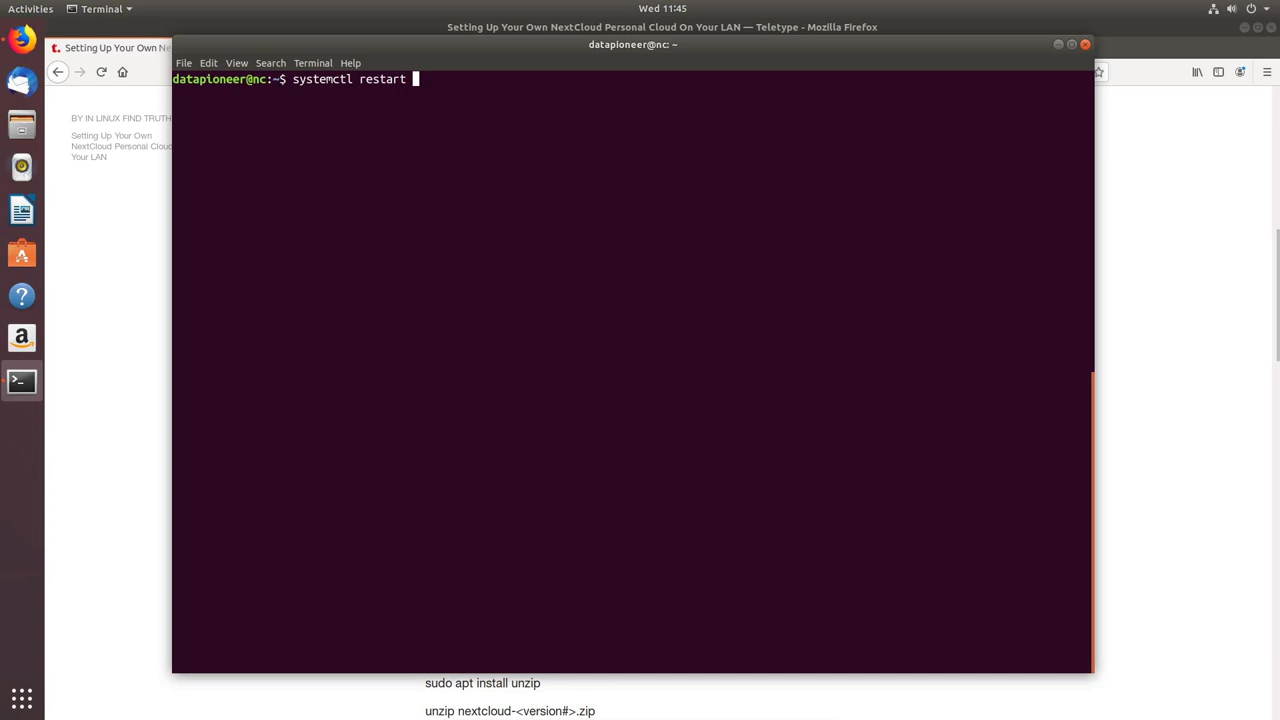 Activities
Terminal
Wed 11:45
Setting Up Your Own NextCloud Personal Cloud On Your LAN — Teletype - Mozilla Firefox
t. Setting Up Your Own Ne
datapioneer@nc: ~
File Edit View Search Terminal Help
datapioneer@nc:~$ systemctl restart
BY IN LINUX FIND TRUTH
Setting Up Your Own
NextCloud Personal Cloud
Your LAN
sudo apt install unzip
unzip nextcloud-<version#>.zip